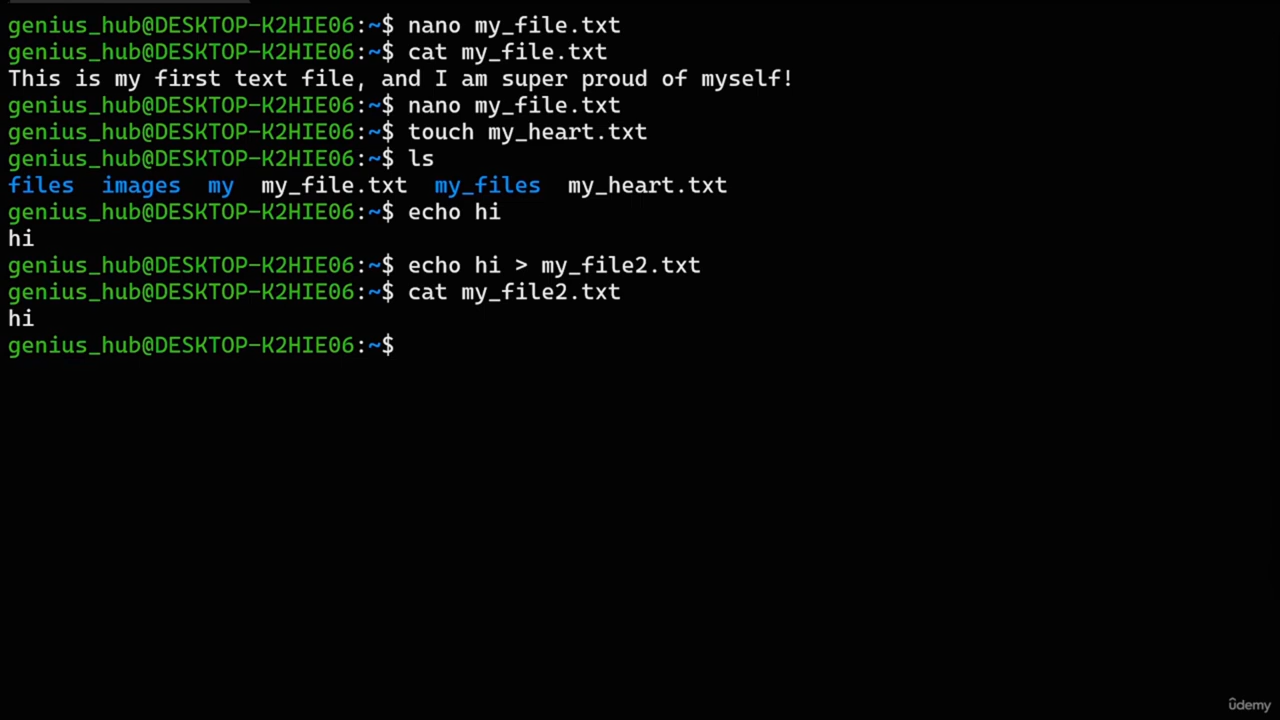 genius_hub@DESKTOP-K2HIE06:~$ nano my_file.txt
genius_hub@DESKTOP-K2HIE06:~$ cat my_file.txt
This is my first text file, and I am super proud of myself!
genius_hub@DESKTOP-K2HIE06:~$ nano my_file.txt
genius_hub@DESKTOP-K2HIE06:~$ touch my_heart.txt
genius_hub@DESKTOP-K2HIE06:~$ ls
files  images  my  my_file.txt  my_files  my_heart.txt
genius_hub@DESKTOP-K2HIE06:~$ echo hi
hi
genius_hub@DESKTOP-K2HIE06:~$ echo hi > my_file2.txt
genius_hub@DESKTOP-K2HIE06:~$ cat my_file2.txt
hi
genius_hub@DESKTOP-K2HIE06:~$
ûdemy